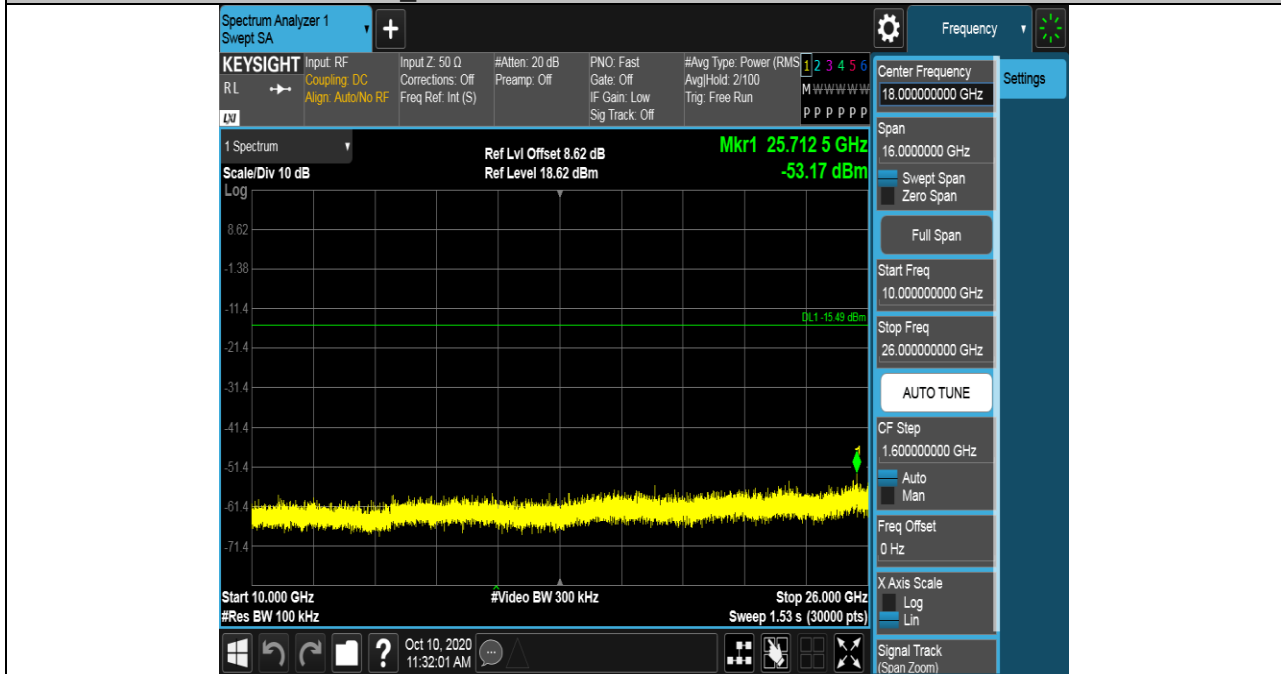 Spectrum Analyzer 1
Swept SA
+
Frequency
KEYSIGHT
RL
LXI
Input: RF
Coupling: DC
Align: Auto/No RF
Input Z: 50 Ω
Corrections: Off
Freq Ref: Int (S)
#Atten: 20 dB
Preamp: Off
PNO: Fast
Gate: Off
IF Gain: Low
Sig Track: Off
#Avg Type: Power (RMS
Avg|Hold: 2/100
Trig: Free Run
1 2 3 4 5 6
M W W W W W
P P P P P P
1 Spectrum
Scale/Div 10 dB
Log
Ref Lvl Offset 8.62 dB
Ref Level 18.62 dBm
Mkr1 25.712 5 GHz
-53.17 dBm
8.62
-1.38
-11.4
DL1 -15.49 dBm
-21.4
-31.4
-41.4
1
-51.4
-61.4
-71.4
Start 10.000 GHz
#Res BW 100 kHz
#Video BW 300 kHz
Stop 26.000 GHz
Sweep 1.53 s (30000 pts)
?
Oct 10, 2020
11:32:01 AM
Center Frequency
18.000000000 GHz
Settings
Span
16.0000000 GHz
Swept Span
Zero Span
Full Span
Start Freq
10.000000000 GHz
Stop Freq
26.000000000 GHz
AUTO TUNE
CF Step
1.600000000 GHz
Auto
Man
Freq Offset
0 Hz
X Axis Scale
Log
Lin
Signal Track
(Span Zoom)